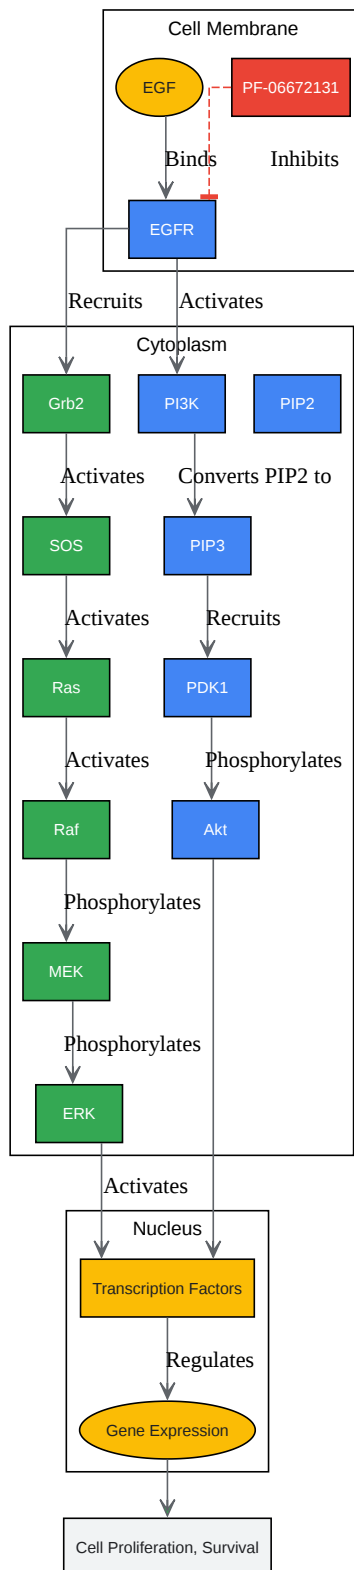 Cell Membrane
EGF
PF-06672131
Binds
Inhibits
EGFR
Recruits
Activates
Cytoplasm
Grb2
PI3K
PIP2
Activates
Converts PIP2 to
SOS
PIP3
Activates
Recruits
Ras
PDK1
Activates
Phosphorylates
Raf
Akt
Phosphorylates
MEK
Phosphorylates
ERK
Activates
Nucleus
Transcription Factors
Regulates
Gene Expression
Cell Proliferation, Survival